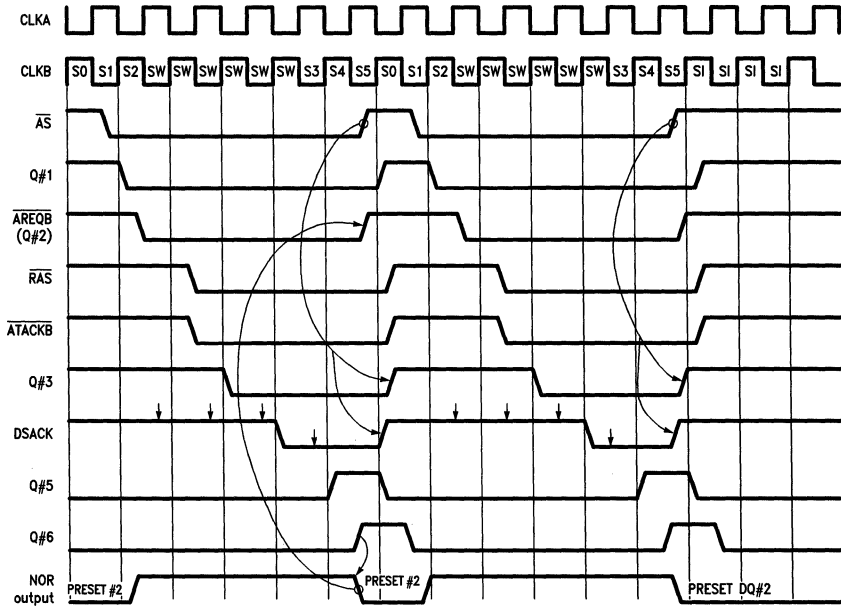 CLKA
CLKB S0 S1 S2 SW SW SW SW SW SW S3 S4 S5 S0 S1 S2 SW SW SW SW SW SW S3 S4 S5 SI SI SI SI
AS
Q#1
AREQB
(Q#2)
RAS
ATACKB
Q#3
DSACK
Q#5
Q#6
NOR
output
PRESET #2 PRESET #2 PRESET DQ#2